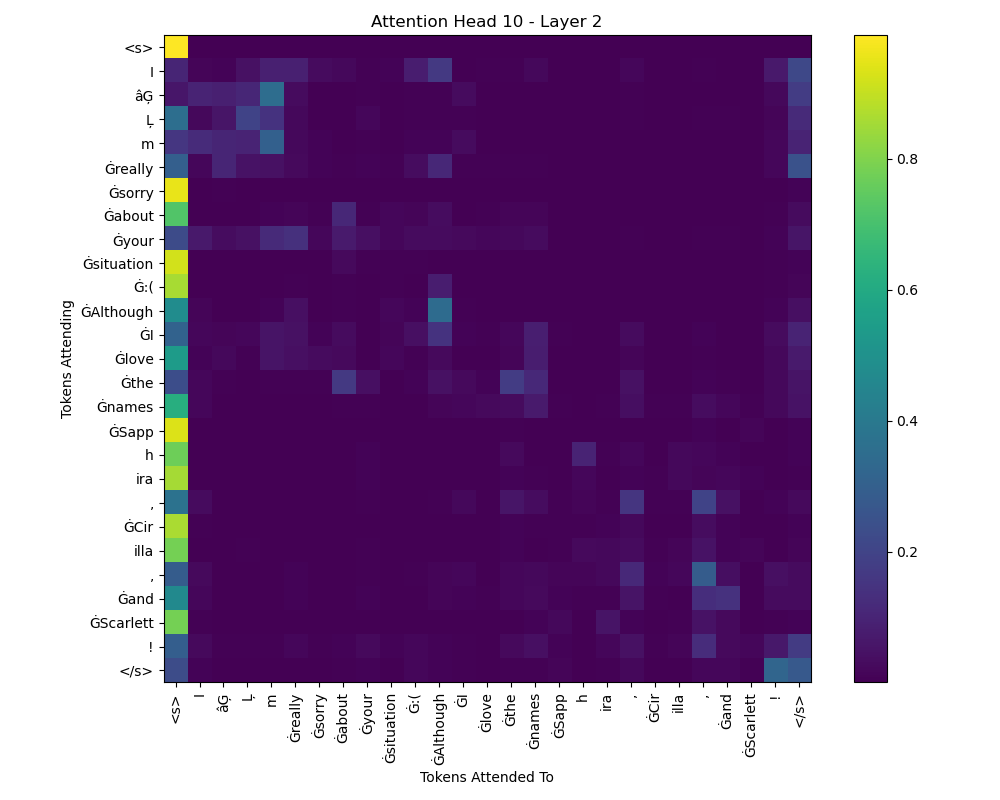 Attention Head 10 - Layer 2
Tokens Attending
<s>
I
âĢ
Ļ
m
Ġreally
Ġsorry
Ġabout
Ġyour
Ġsituation
Ġ:(
ĠAlthough
ĠI
Ġlove
Ġthe
Ġnames
ĠSapp
h
ira
,
ĠCir
illa
,
Ġand
ĠScarlett
!
</s>
<s>
I
âĢ
Ļ
m
Ġreally
Ġsorry
Ġabout
Ġyour
Ġsituation
Ġ:(
ĠAlthough
ĠI
Ġlove
Ġthe
Ġnames
ĠSapp
h
ira
,
ĠCir
illa
,
Ġand
ĠScarlett
!
</s>
Tokens Attended To
0.8
0.6
0.4
0.2